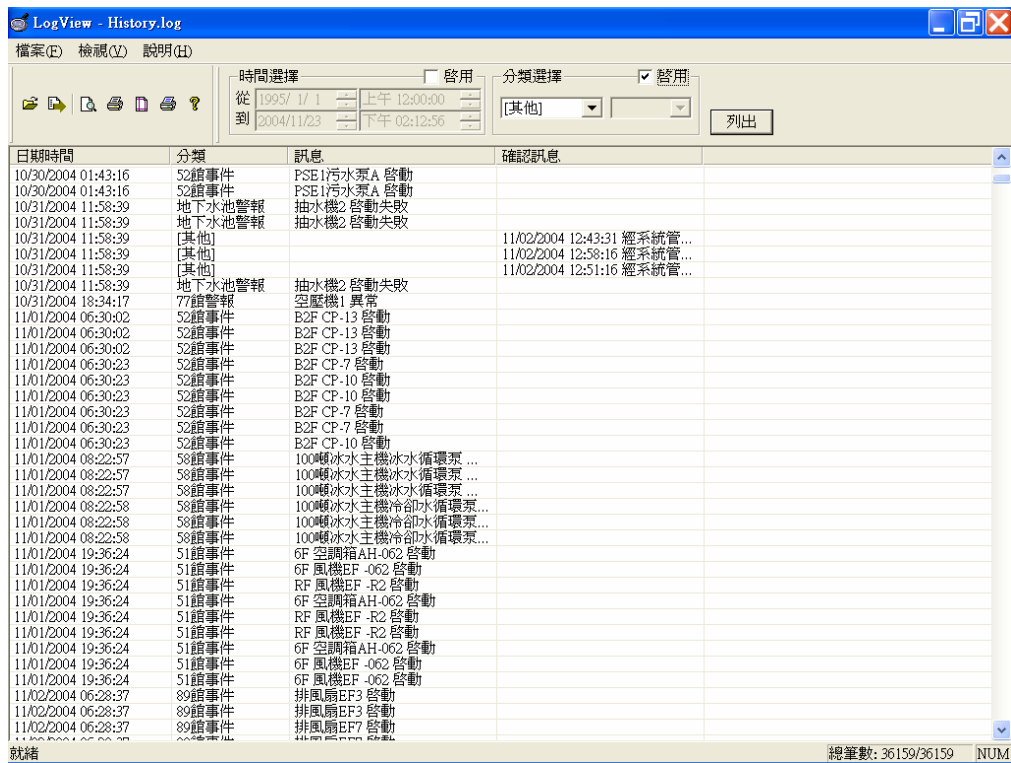 LogView - History.log
檔案(F) 檢視(V) 說明(H)
時間選擇 啓用 分類選擇 啓用
從 1995/ 1/ 1 上午 12:00:00
到 2004/11/23 下午 02:12:56
[其他]
列出
日期時間 分類 訊息 確認訊息
10/30/2004 01:43:16 52館事件 PSE1污水泵A 啓動
10/30/2004 01:43:16 52館事件 PSE1污水泵A 啓動
10/31/2004 11:58:39 地下水池警報 抽水機2 啓動失敗
10/31/2004 11:58:39 地下水池警報 抽水機2 啓動失敗
10/31/2004 11:58:39 [其他] 11/02/2004 12:43:31 經系統管...
10/31/2004 11:58:39 [其他] 11/02/2004 12:58:16 經系統管...
10/31/2004 11:58:39 [其他] 11/02/2004 12:51:16 經系統管...
10/31/2004 11:58:39 地下水池警報 抽水機2 啓動失敗
10/31/2004 18:34:17 77館警報 空壓機1 異常
11/01/2004 06:30:02 52館事件 B2F CP-13 啓動
11/01/2004 06:30:02 52館事件 B2F CP-13 啓動
11/01/2004 06:30:02 52館事件 B2F CP-13 啓動
11/01/2004 06:30:23 52館事件 B2F CP-7 啓動
11/01/2004 06:30:23 52館事件 B2F CP-10 啓動
11/01/2004 06:30:23 52館事件 B2F CP-10 啓動
11/01/2004 06:30:23 52館事件 B2F CP-7 啓動
11/01/2004 06:30:23 52館事件 B2F CP-7 啓動
11/01/2004 06:30:23 52館事件 B2F CP-10 啓動
11/01/2004 08:22:57 58館事件 100噸冰水主機冰水循環泵 ...
11/01/2004 08:22:57 58館事件 100噸冰水主機冰水循環泵 ...
11/01/2004 08:22:57 58館事件 100噸冰水主機冰水循環泵 ...
11/01/2004 08:22:58 58館事件 100噸冰水主機冷卻水循環泵...
11/01/2004 08:22:58 58館事件 100噸冰水主機冷卻水循環泵...
11/01/2004 08:22:58 58館事件 100噸冰水主機冷卻水循環泵...
11/01/2004 19:36:24 51館事件 6F 空調箱AH-062 啓動
11/01/2004 19:36:24 51館事件 6F 風機EF -062 啓動
11/01/2004 19:36:24 51館事件 RF 風機EF -R2 啓動
11/01/2004 19:36:24 51館事件 6F 空調箱AH-062 啓動
11/01/2004 19:36:24 51館事件 RF 風機EF -R2 啓動
11/01/2004 19:36:24 51館事件 RF 風機EF -R2 啓動
11/01/2004 19:36:24 51館事件 6F 空調箱AH-062 啓動
11/01/2004 19:36:24 51館事件 6F 風機EF -062 啓動
11/01/2004 19:36:24 51館事件 6F 風機EF -062 啓動
11/02/2004 06:28:37 89館事件 排風扇EF3 啓動
11/02/2004 06:28:37 89館事件 排風扇EF3 啓動
11/02/2004 06:28:37 89館事件 排風扇EF7 啓動
就緒 總筆數: 36159/36159 NUM